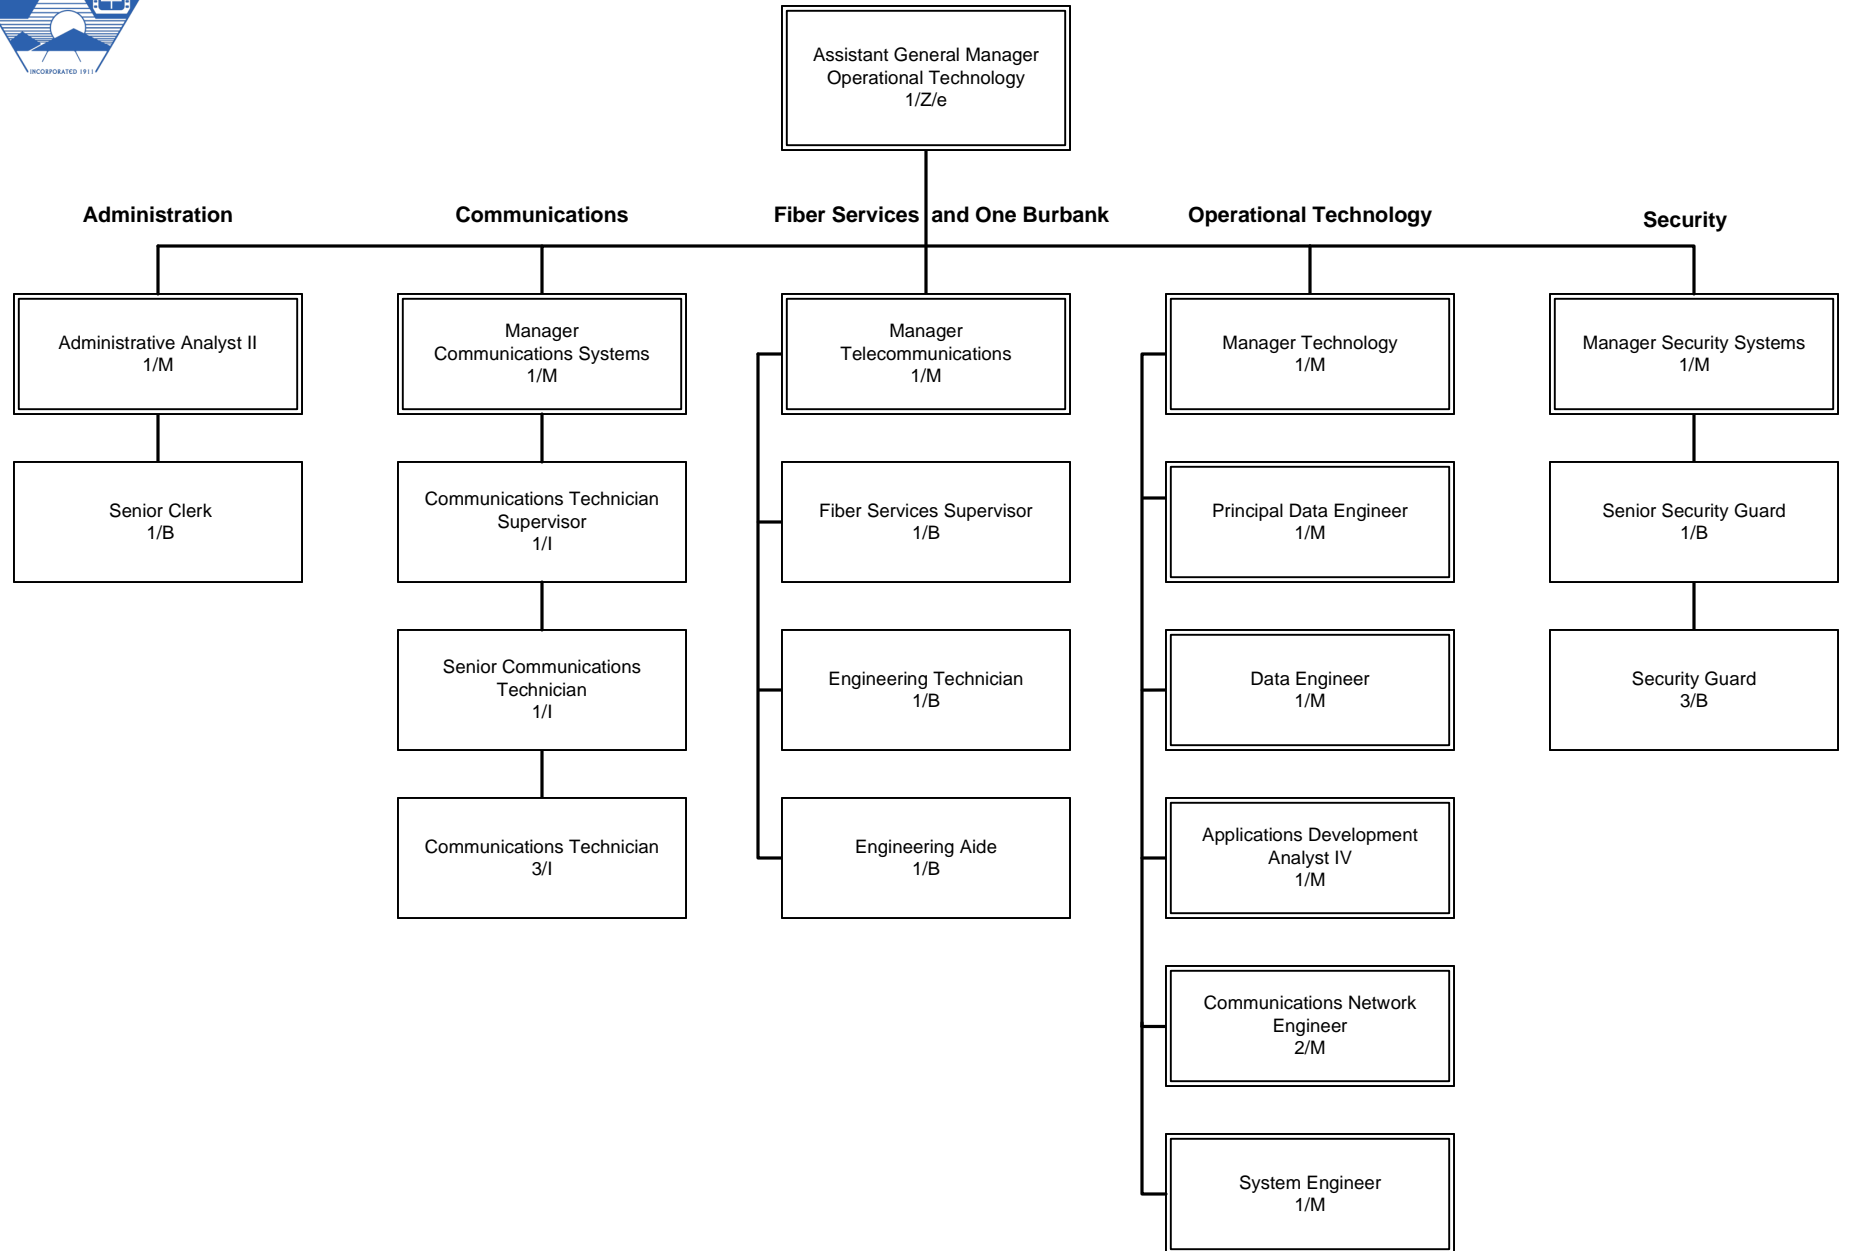 INCORPORATED 1911
Assistant General Manager
Operational Technology
1/Z/e
Administration
Communications
Fiber Services and One Burbank
Operational Technology
Security
Administrative Analyst II
1/M
Manager
Communications Systems
1/M
Manager
Telecommunications
1/M
Manager Technology
1/M
Manager Security Systems
1/M
Senior Clerk
1/B
Communications Technician
Supervisor
1/I
Fiber Services Supervisor
1/B
Principal Data Engineer
1/M
Senior Security Guard
1/B
Senior Communications
Technician
1/I
Engineering Technician
1/B
Data Engineer
1/M
Security Guard
3/B
Communications Technician
3/I
Engineering Aide
1/B
Applications Development
Analyst IV
1/M
Communications Network
Engineer
2/M
System Engineer
1/M